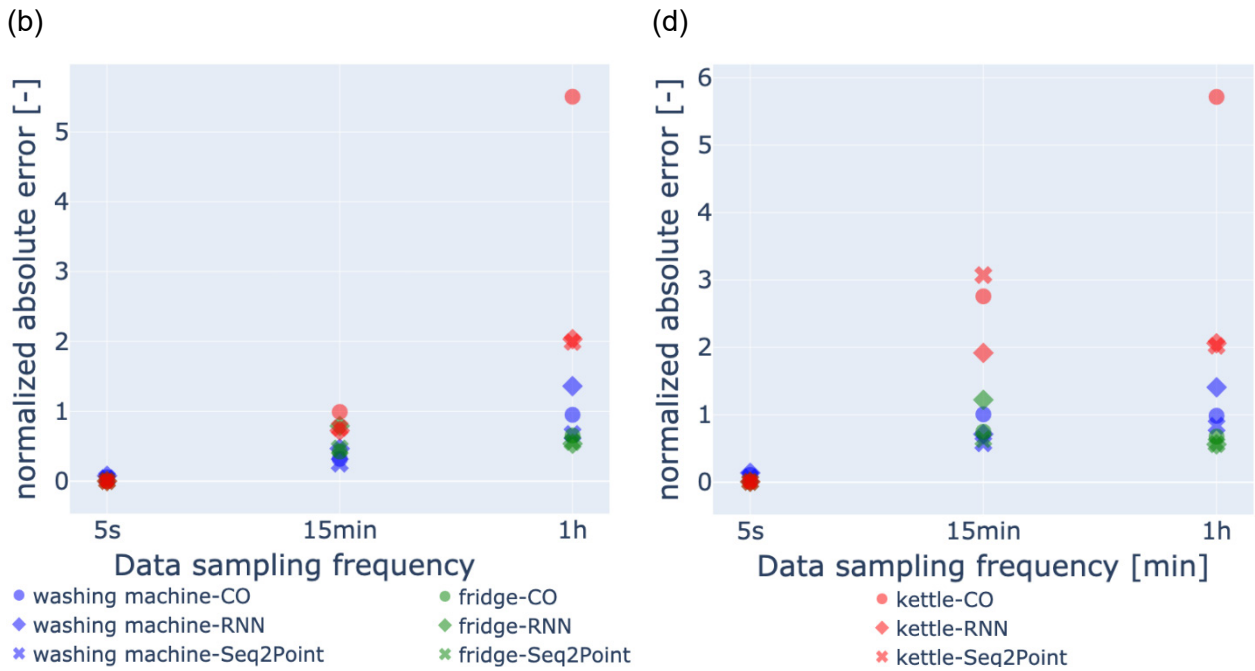 (b)
(d)
normalized absolute error [-]
5
4
3
2
1
0
5s
15min
1h
Data sampling frequency
normalized absolute error [-]
6
5
4
3
2
1
0
5s
15min
1h
Data sampling frequency [min]
washing machine-CO
washing machine-RNN
washing machine-Seq2Point
fridge-CO
fridge-RNN
fridge-Seq2Point
kettle-CO
kettle-RNN
kettle-Seq2Point